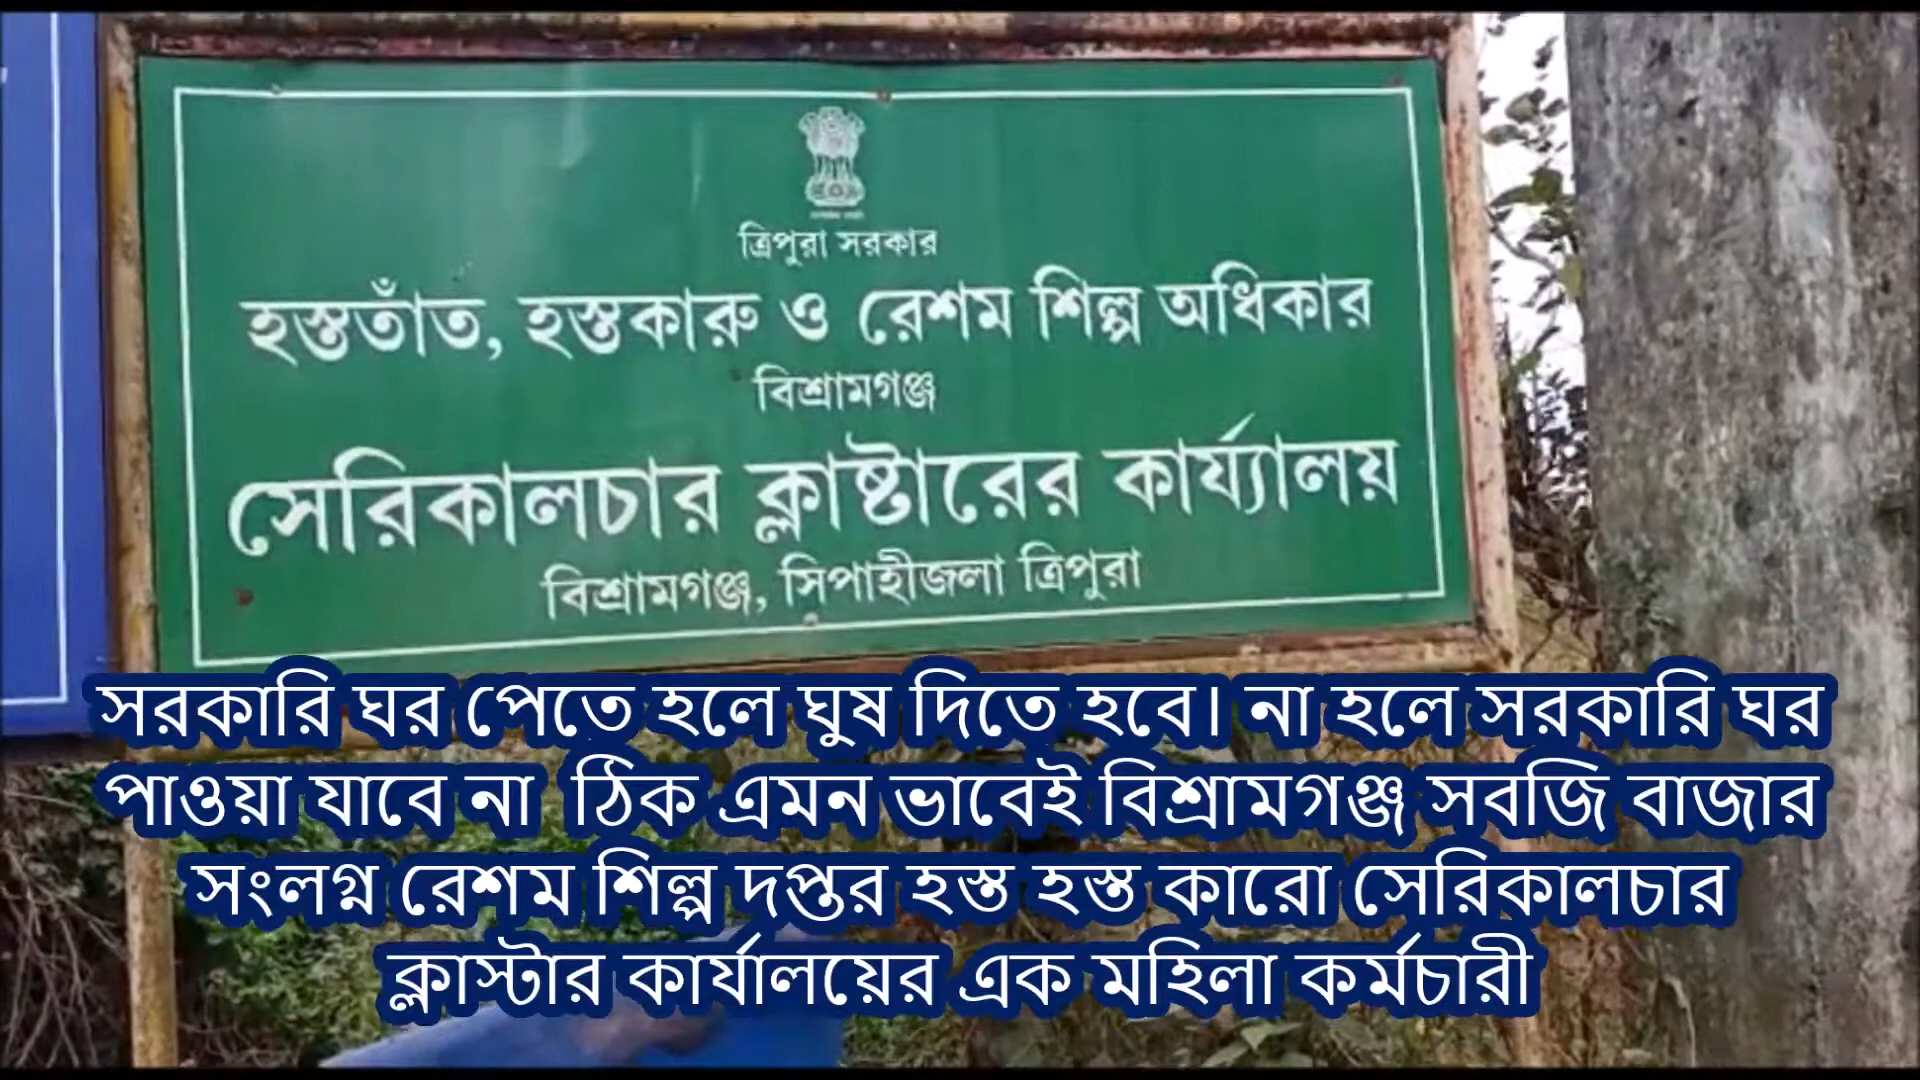 ত্রিপুরা সরকার
হস্ততাঁত, হস্তকারু ও রেশম শিল্প অধিকার
বিশ্রামগঞ্জ
সেরিকালচার ক্লাষ্টারের কার্য্যালয়
বিশ্রামগঞ্জ, সিপাহীজলা ত্রিপুরা
সরকারি ঘর পেতে হলে ঘুষ দিতে হবে। না হলে সরকারি ঘর
পাওয়া যাবে না ঠিক এমন ভাবেই বিশ্রামগঞ্জ সবজি বাজার
সংলগ্ন রেশম শিল্প দপ্তর হস্ত হস্ত কারো সেরিকালচার
ক্লাস্টার কার্যালয়ের এক মহিলা কর্মচারী